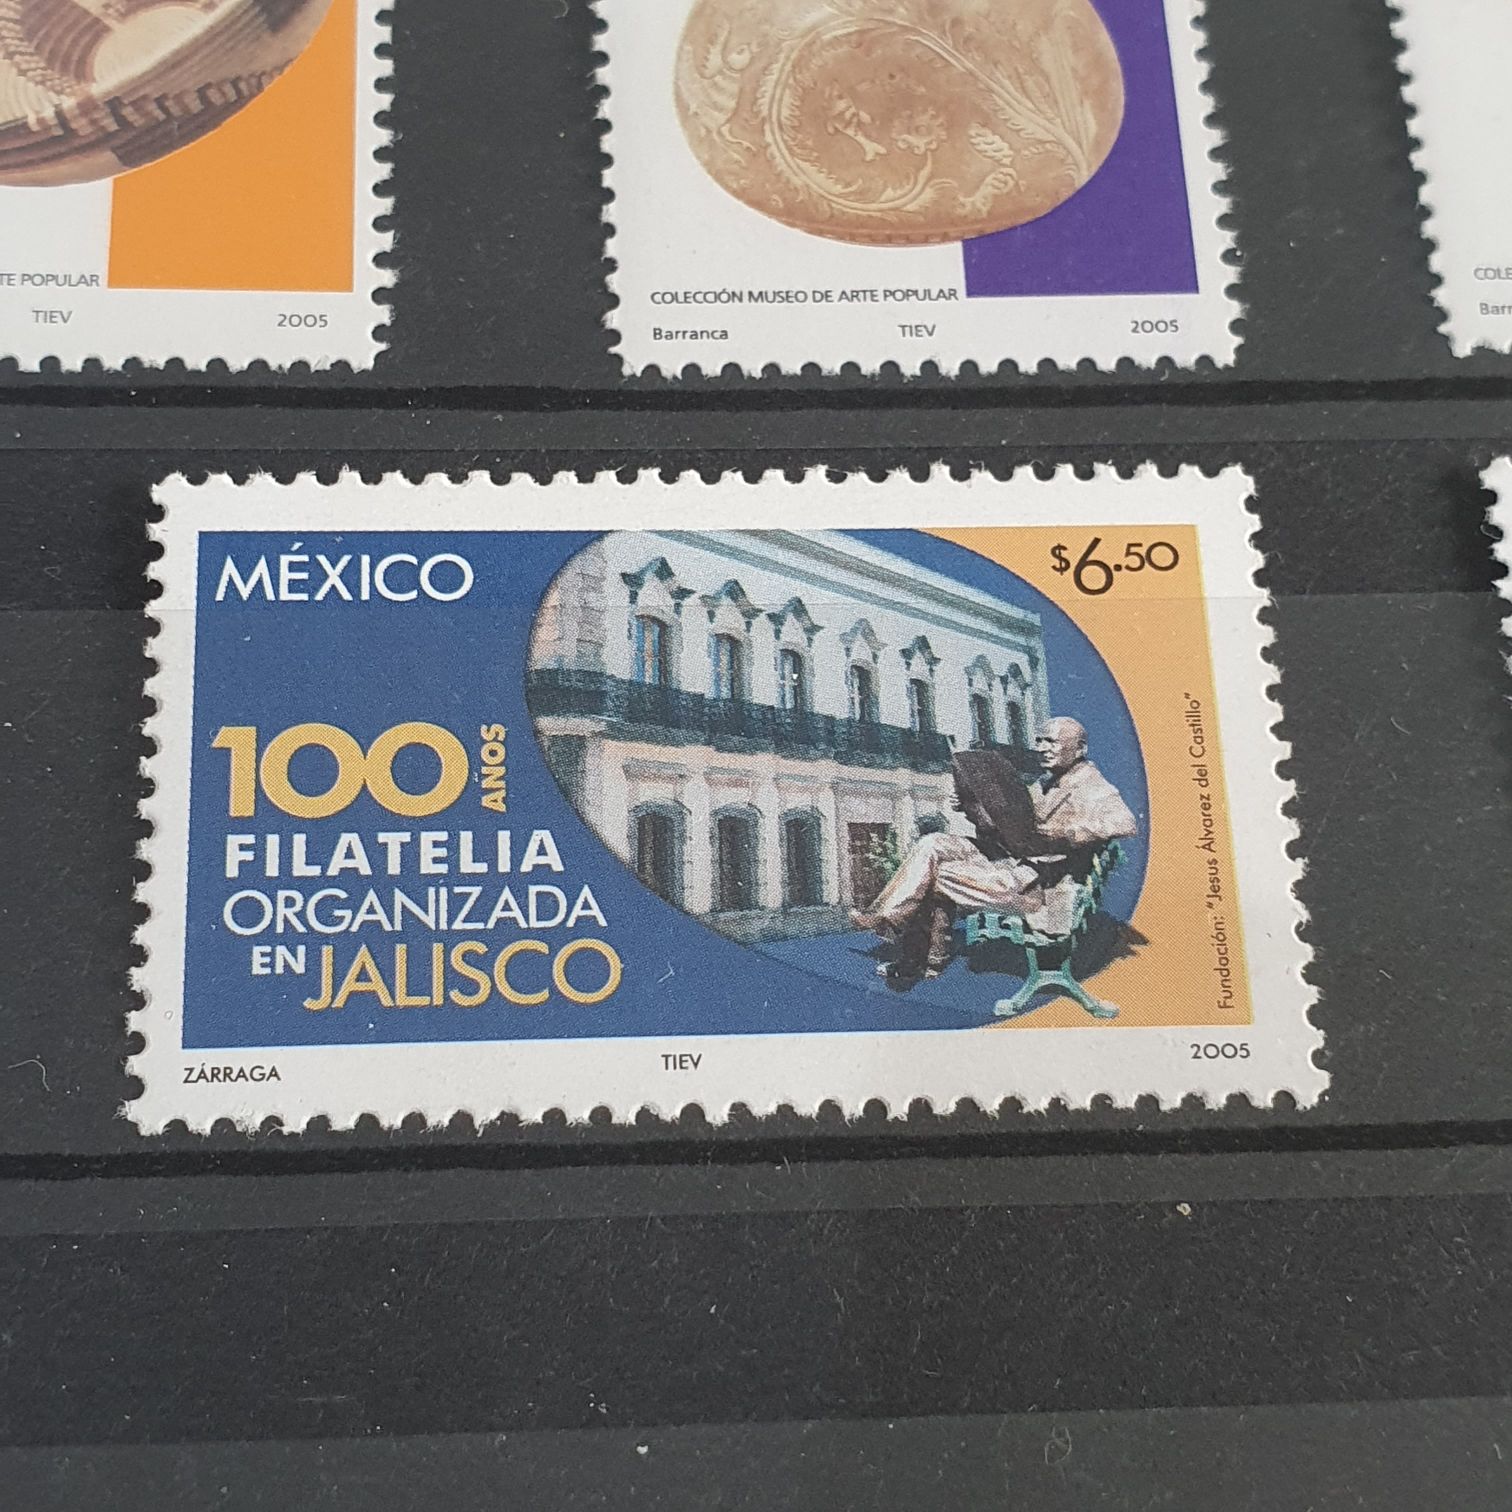 TE POPULAR
TIEV 2005
COLECCIÓN MUSEO DE ARTE POPULAR
Barranca TIEV 2005
COLE
Barr
MÉXICO
$6.50
100 AÑOS
FILATELIA
ORGANÍZADA
EN JALISCO
Fundación: "Jesus Álvarez del Castillo"
ZÁRRAGA TIEV 2005